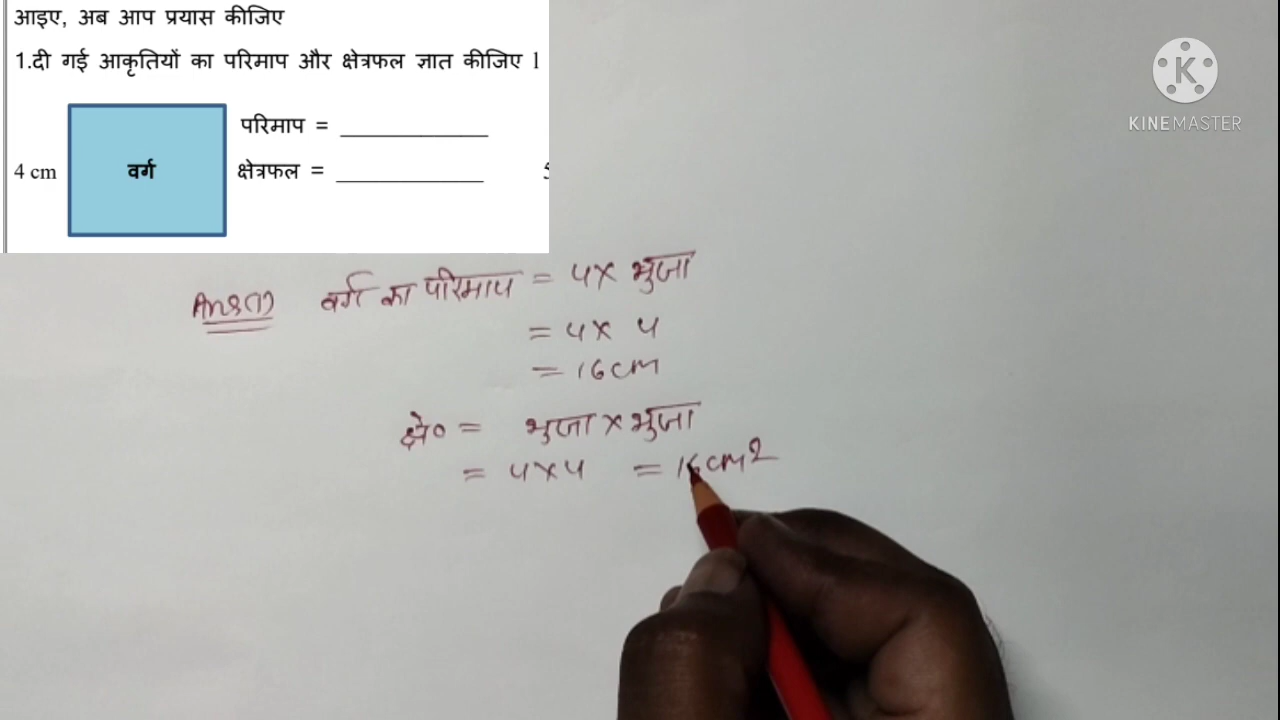 आइए, अब आप प्रयास कीजिए
1.दी गई आकृतियों का परिमाप और क्षेत्रफल ज्ञात कीजिए l
परिमाप =
4 cm वर्ग क्षेत्रफल = 5
KINEMASTER
Ans(1) वर्ग का परिमाप = 4x भुजा
= 4x 4
= 16cm
क्षे० = भुजा x भुजा
= 4x4 = 16cm²